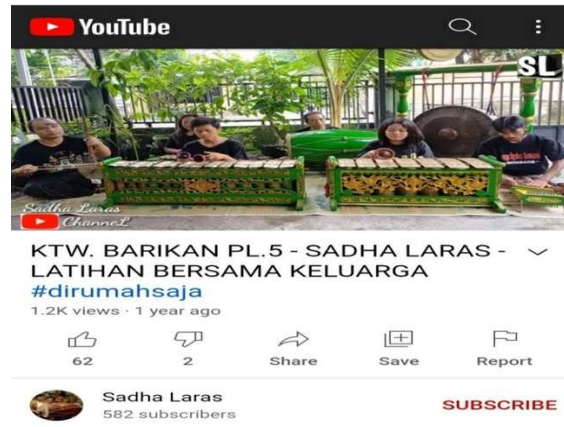 YouTube
SL
Sadha Laras
Channel
KTW. BARIKAN PL.5 - SADHA LARAS -
LATIHAN BERSAMA KELUARGA
#dirumahsaja
1.2K views · 1 year ago
62
2
Share
Save
Report
Sadha Laras
582 subscribers
SUBSCRIBE